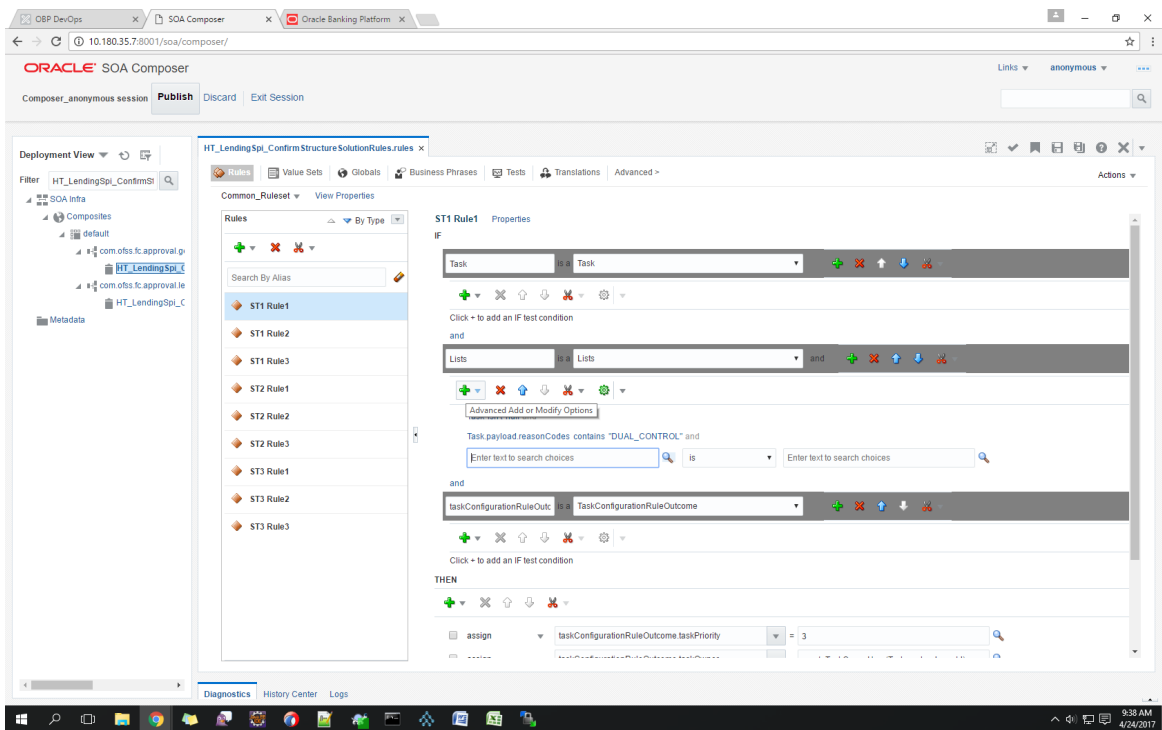 OBP DevOps × SOA Composer × Oracle Banking Platform ×
10.180.35.7:8001/soa/composer/
ORACLE SOA Composer Links anonymous
Composer_anonymous session Publish Discard Exit Session
HT_LendingSpi_ConfirmStructureSolutionRules.rules ×
Deployment View
Rules Value Sets Globals Business Phrases Tests Translations Advanced > Actions
Filter HT_LendingSpi_ConfirmSt
SOA Infra
Composites
default
com.ofss.fc.approval.ge
HT_LendingSpi_C
com.ofss.fc.approval.le
HT_LendingSpi_C
Metadata
Common_Ruleset View Properties
Rules By Type
Search By Alias
ST1 Rule1
ST1 Rule2
ST1 Rule3
ST2 Rule1
ST2 Rule2
ST2 Rule3
ST3 Rule1
ST3 Rule2
ST3 Rule3
ST1 Rule1 Properties
IF
Task is a Task
Click + to add an IF test condition
and
Lists is a Lists and
Advanced Add or Modify Options
Task.payload.reasonCodes contains "DUAL_CONTROL" and
Enter text to search choices is Enter text to search choices
and
taskConfigurationRuleOutc is a TaskConfigurationRuleOutcome
Click + to add an IF test condition
THEN
assign taskConfigurationRuleOutcome.taskPriority = 3
Diagnostics History Center Logs
9:38 AM
4/24/2017